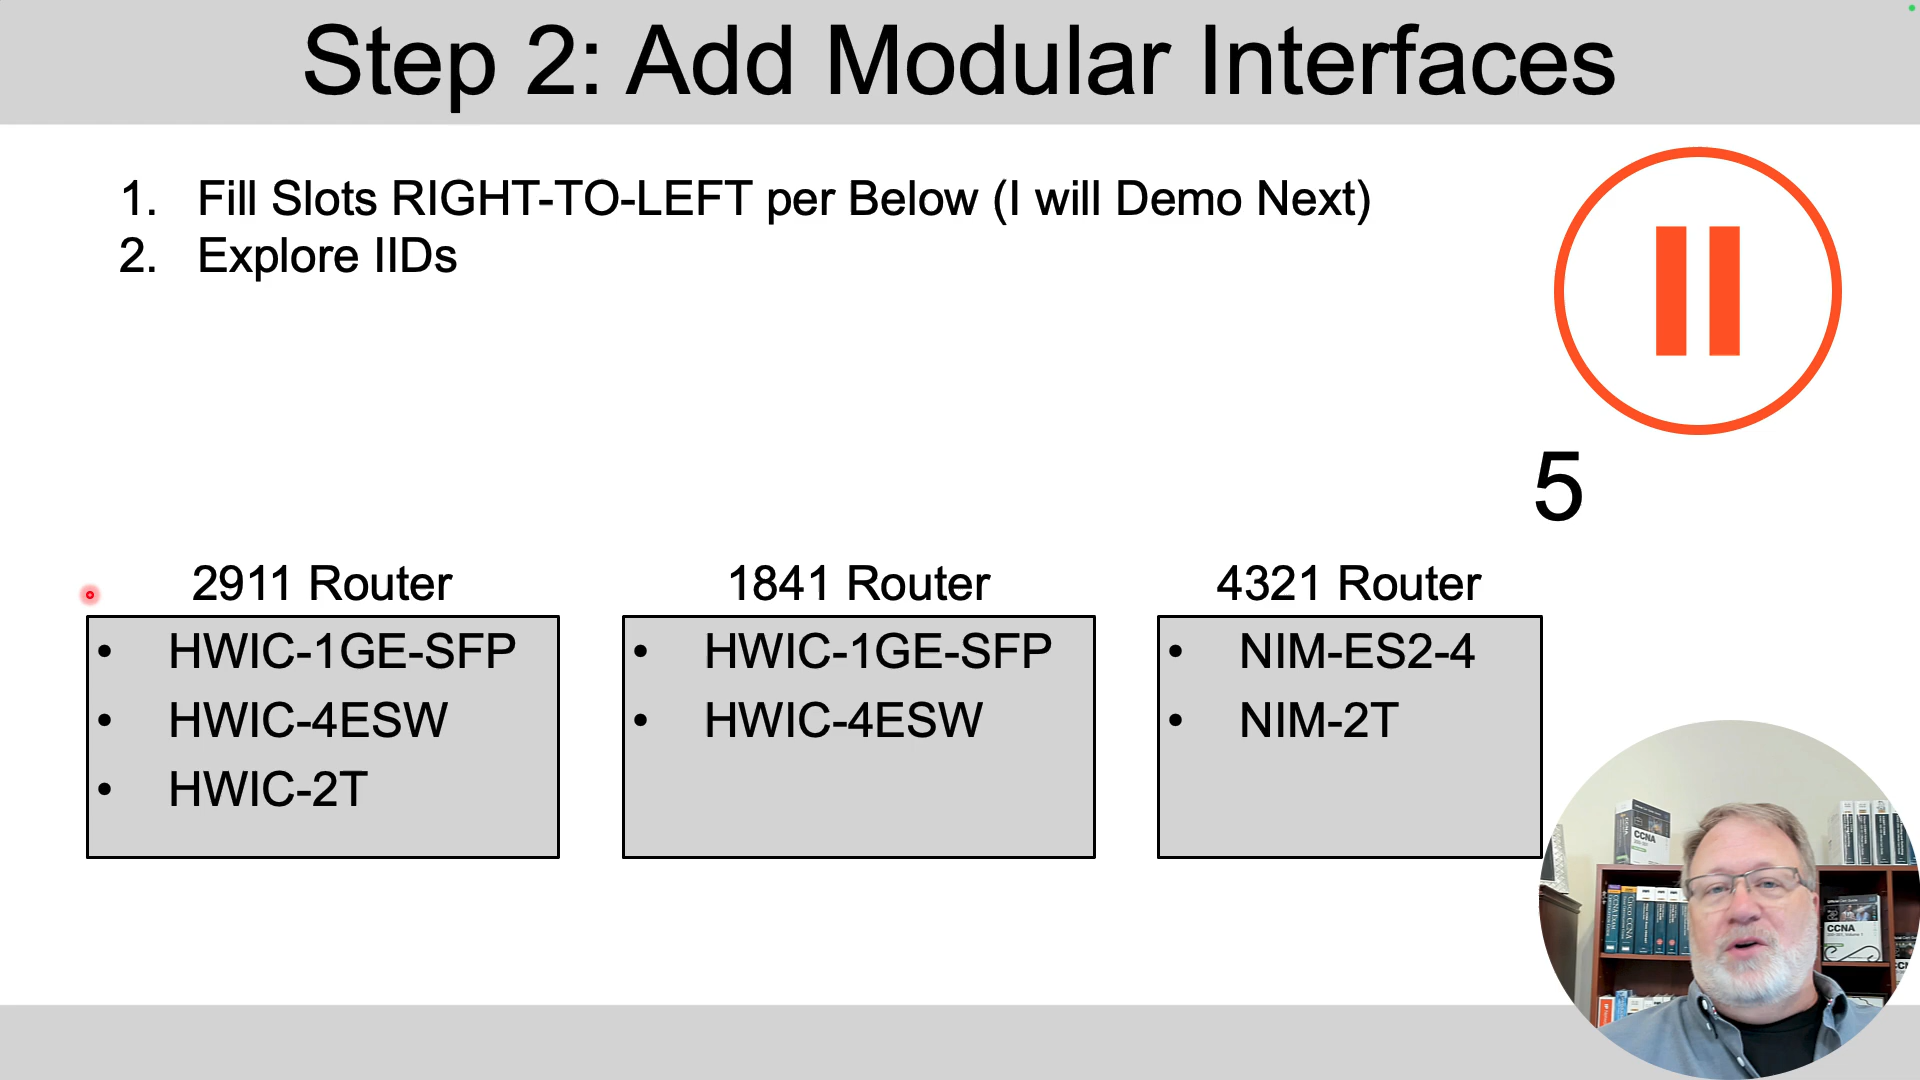 Step 2: Add Modular Interfaces
1. Fill Slots RIGHT-TO-LEFT per Below (I will Demo Next)
2. Explore IIDs
5
2911 Router
• HWIC-1GE-SFP
• HWIC-4ESW
• HWIC-2T
1841 Router
• HWIC-1GE-SFP
• HWIC-4ESW
4321 Router
• NIM-ES2-4
• NIM-2T
CCNA
CCNA